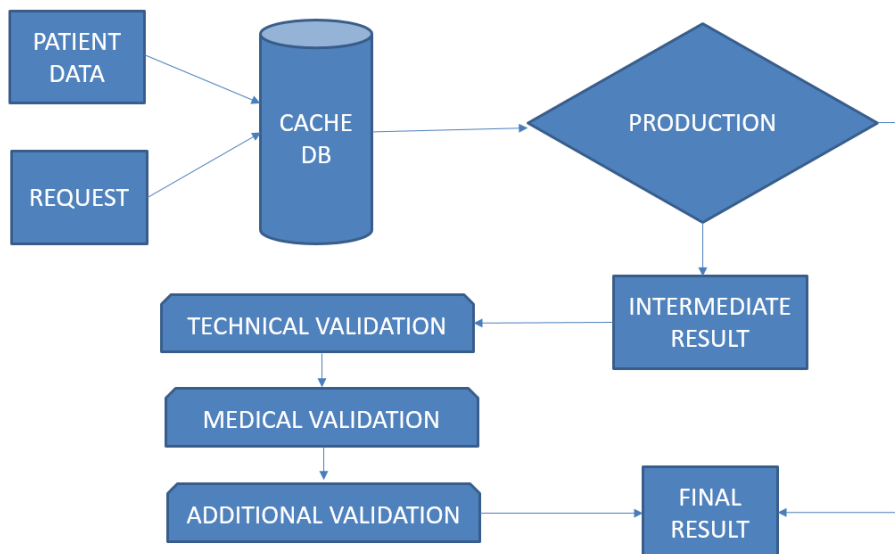 PATIENT
DATA
CACHE
DB
PRODUCTION
REQUEST
INTERMEDIATE
RESULT
TECHNICAL VALIDATION
MEDICAL VALIDATION
ADDITIONAL VALIDATION
FINAL
RESULT